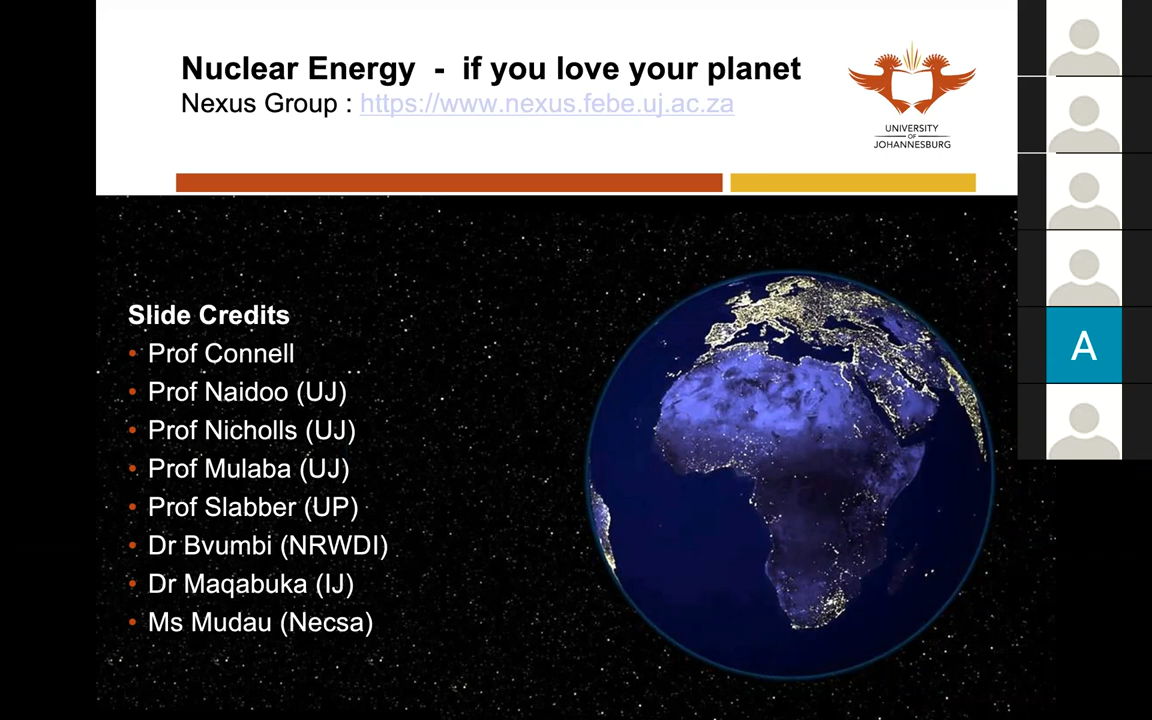 Nuclear Energy - if you love your planet
Nexus Group : https://www.nexus.febe.uj.ac.za
UNIVERSITY
OF
JOHANNESBURG
Slide Credits
• Prof Connell
• Prof Naidoo (UJ)
• Prof Nicholls (UJ)
• Prof Mulaba (UJ)
• Prof Slabber (UP)
• Dr Bvumbi (NRWDI)
• Dr Maqabuka (IJ)
• Ms Mudau (Necsa)
A